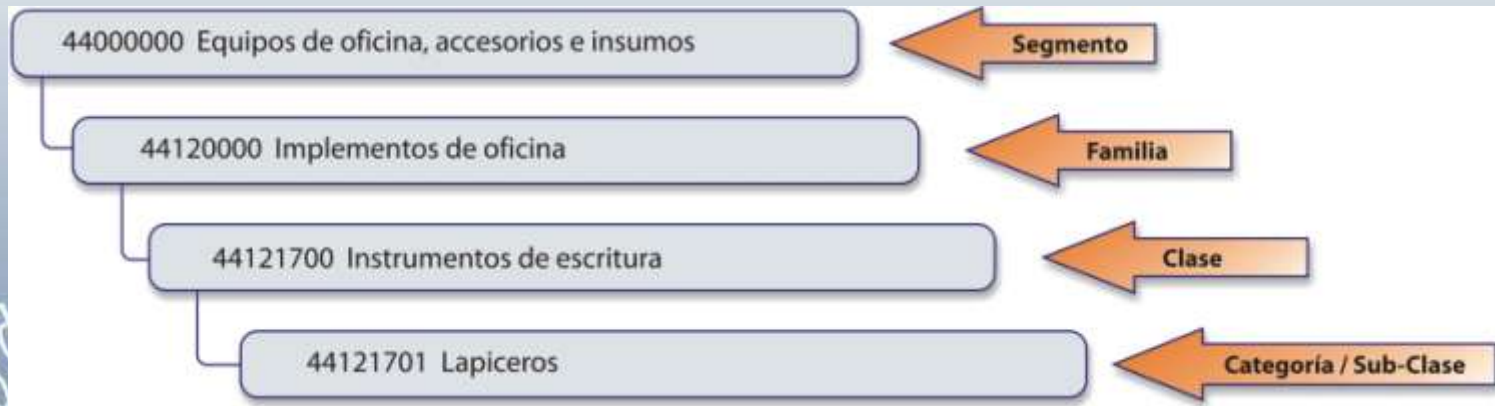 44000000 Equipos de oficina, accesorios e insumos
Segmento
44120000 Implementos de oficina
Familia
44121700 Instrumentos de escritura
Clase
44121701 Lapiceros
Categoría / Sub-Clase